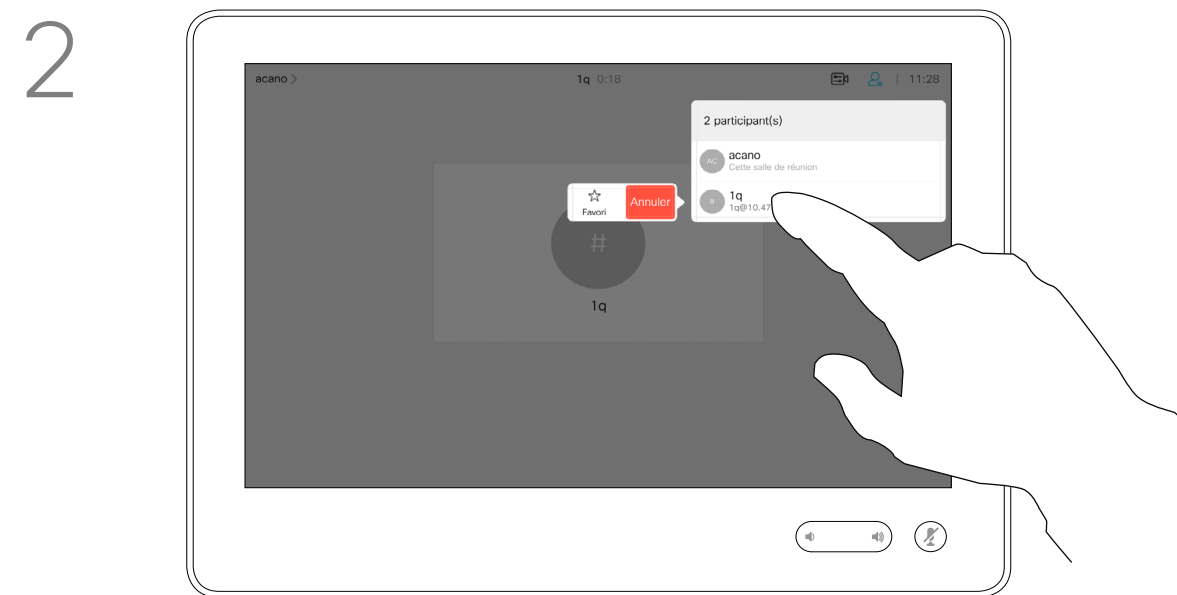 2
acano >
1q 0:18
| 11:28
2 participant(s)
AC
acano
Cette salle de réunion
#
1q
1q@10.47
Favori
Annuler
#
1q